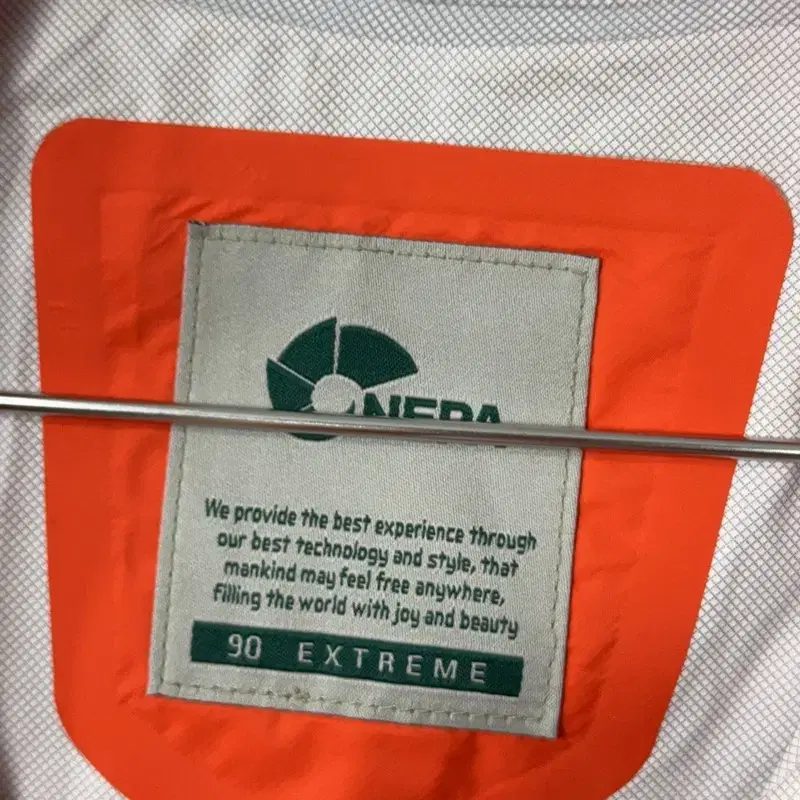 NEPA
We provide the best experience through
our best technology and style, that
mankind may feel free anywhere,
filling the world with joy and beauty
90 EXTREME